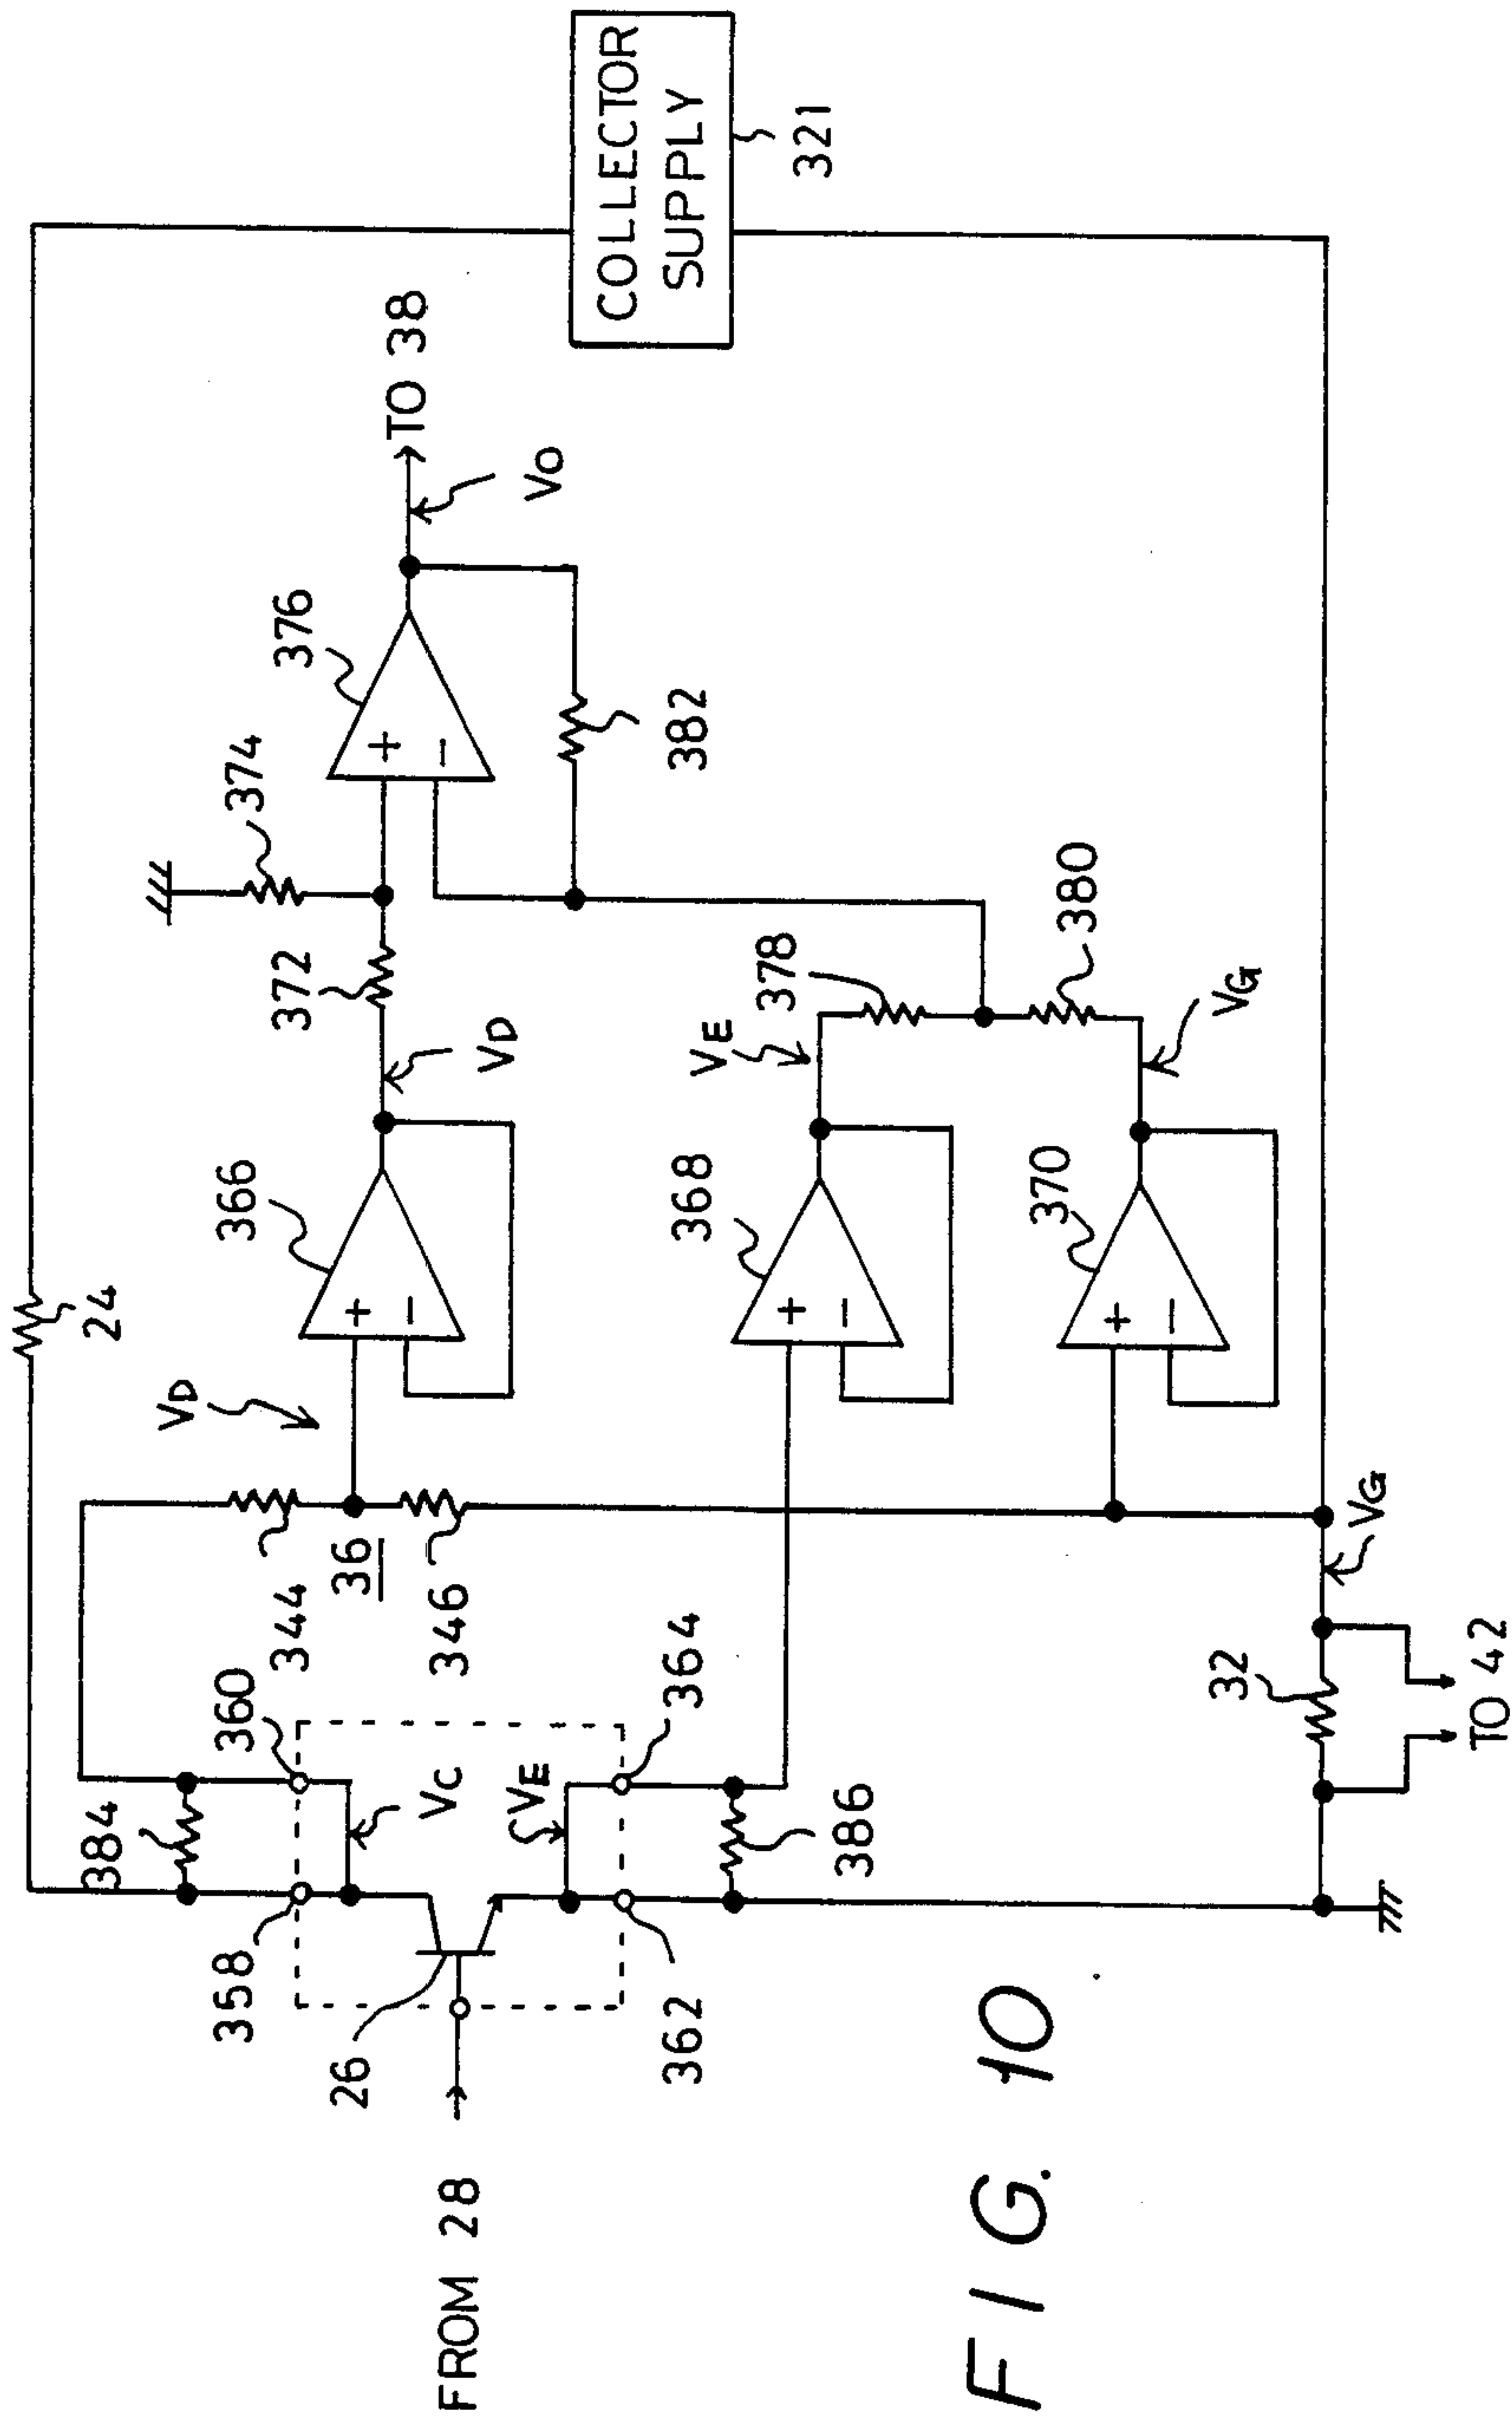 24
COLLECTOR
SUPPLY
321
384
358
360
344
36
346
VD
366
VD
372
374
376
VO
TO 38
382
FROM 28
26
VC
VE
362
364
386
368
VE
378
380
370
VG
VG
32
TO 42
FIG. 10